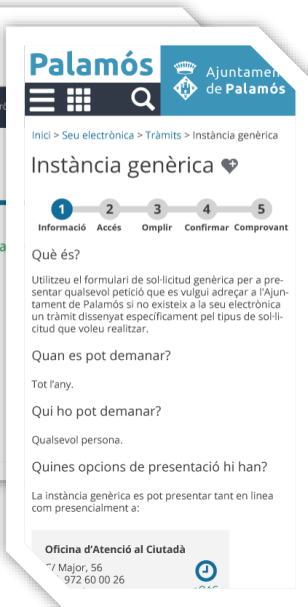 Palamós
Ajuntamen
de Palamós
Inici > Seu electrònica > Tràmits > Instància genèrica
Instància genèrica
1 2 3 4 5
Informació Accés Omplir Confirmar Comprovant
Què és?
Utilitzeu el formulari de sol·licitud genèrica per a pre-
sentar qualsevol petició que es vulgui adreçar a l'Ajun-
tament de Palamós si no existeix a la seu electrònica
un tràmit dissenyat específicament pel tipus de sol·li-
citud que voleu realitzar.
Quan es pot demanar?
Tot l'any.
Qui ho pot demanar?
Qualsevol persona.
Quines opcions de presentació hi han?
La instància genèrica es pot presentar tant en linea
com presencialment a:
Oficina d'Atenció al Ciutadà
C/ Major, 56
972 60 00 26